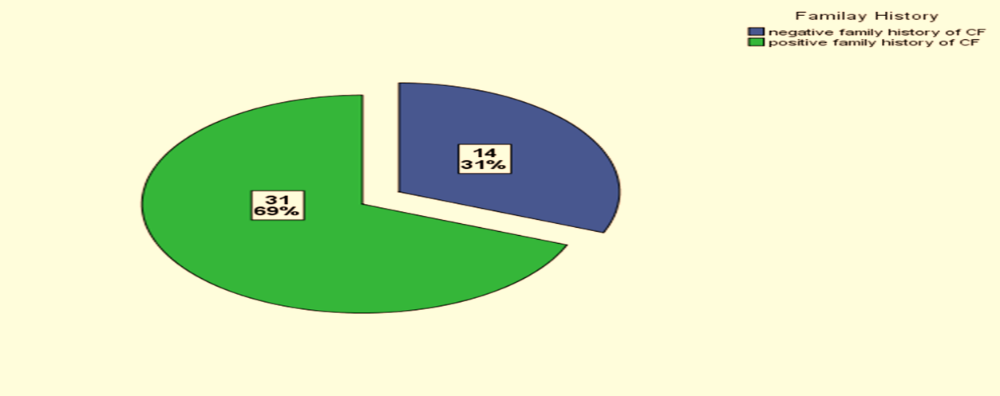 Familay History
negative family history of CF
positive family history of CF
14
31%
31
69%